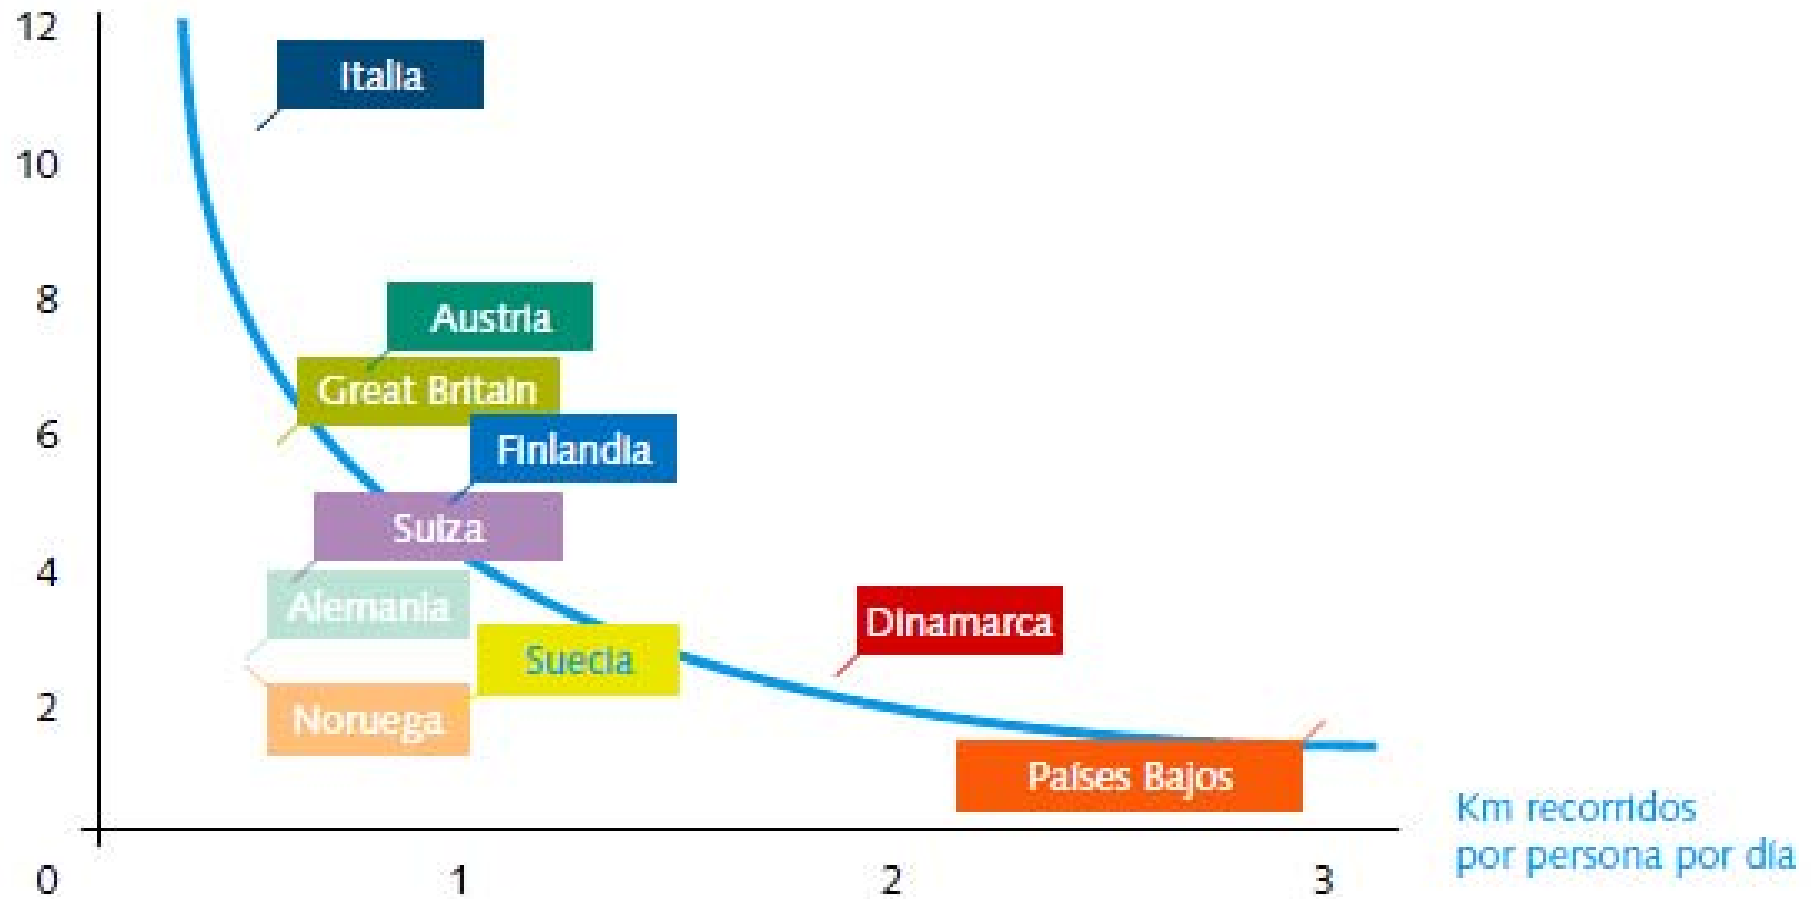 12
Italia
10
8
Austria
Great Britain
6
Finlandia
Suiza
4
Alemania
Dinamarca
Suecia
2
Noruega
Países Bajos
Km recorridos
por persona por día
0 1 2 3